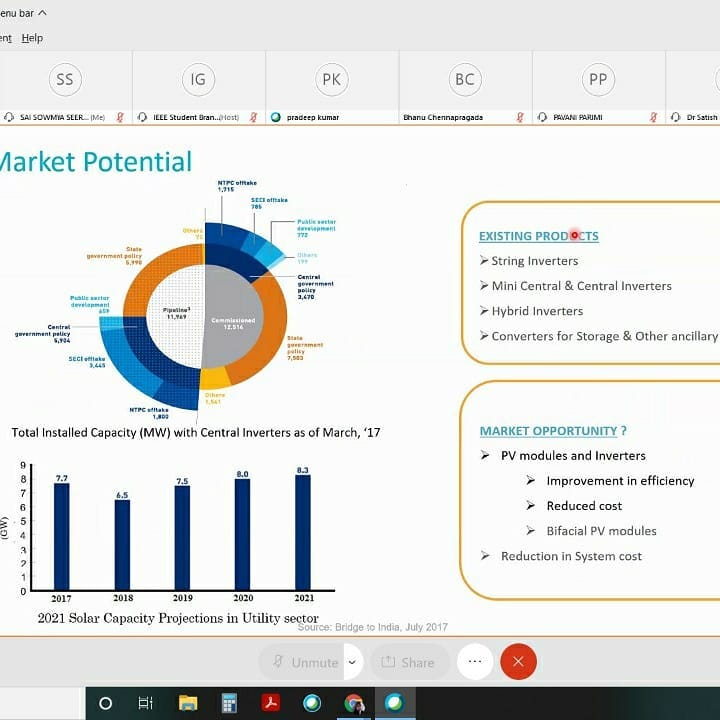 enu bar
ent Help
SS
IG
PK
BC
PP
SAI SOWMYA SEER... (Me)
IEEE Student Bran... (Host)
pradeep kumar
Bhanu Chennapragada
PAVANI PARIMI
Dr Satish
Market Potential
NTPC offtake
1,715
SECI offtake
785
Public sector
development
772
Others
199
Central
government
policy
3,470
State
government
policy
7,503
Others
1,541
NTPC offtake
1,800
SECI offtake
3,445
Central
government policy
5,904
Public sector
development
659
State
government policy
5,990
Others
75
Pipeline³
11,969
Commissioned
12,514
Total Installed Capacity (MW) with Central Inverters as of March, '17
(GW)
9
8
7
6
5
4
3
2
1
0
7.7
6.5
7.5
8.0
8.3
2017 2018 2019 2020 2021
2021 Solar Capacity Projections in Utility sector
Source: Bridge to India, July 2017
EXISTING PRODUCTS
String Inverters
Mini Central & Central Inverters
Hybrid Inverters
Converters for Storage & Other ancillary
MARKET OPPORTUNITY ?
PV modules and Inverters
Improvement in efficiency
Reduced cost
Bifacial PV modules
Reduction in System cost
Unmute
Share